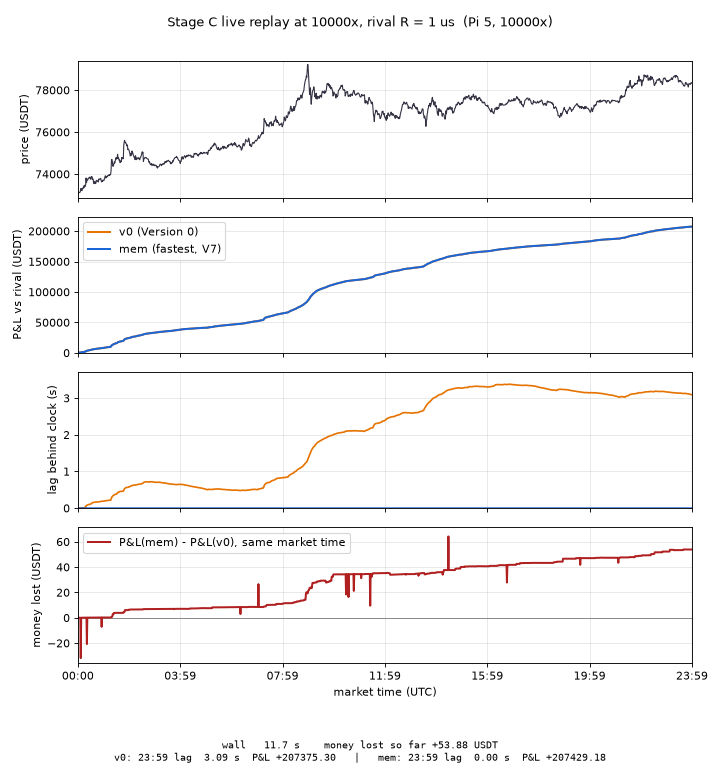 Stage C live replay at 10000x, rival R = 1 us  (Pi 5, 10000x)
78000
76000
74000
price (USDT)
200000
150000
100000
50000
0
P&L vs rival (USDT)
v0 (Version 0)
mem (fastest, V7)
3
2
1
0
lag behind clock (s)
60
40
20
0
−20
money lost (USDT)
P&L(mem) - P&L(v0), same market time
00:00 03:59 07:59 11:59 15:59 19:59 23:59
market time (UTC)
wall   11.7 s    money lost so far +53.88 USDT
v0: 23:59 lag  3.09 s  P&L +207375.30   |   mem: 23:59 lag  0.00 s  P&L +207429.18